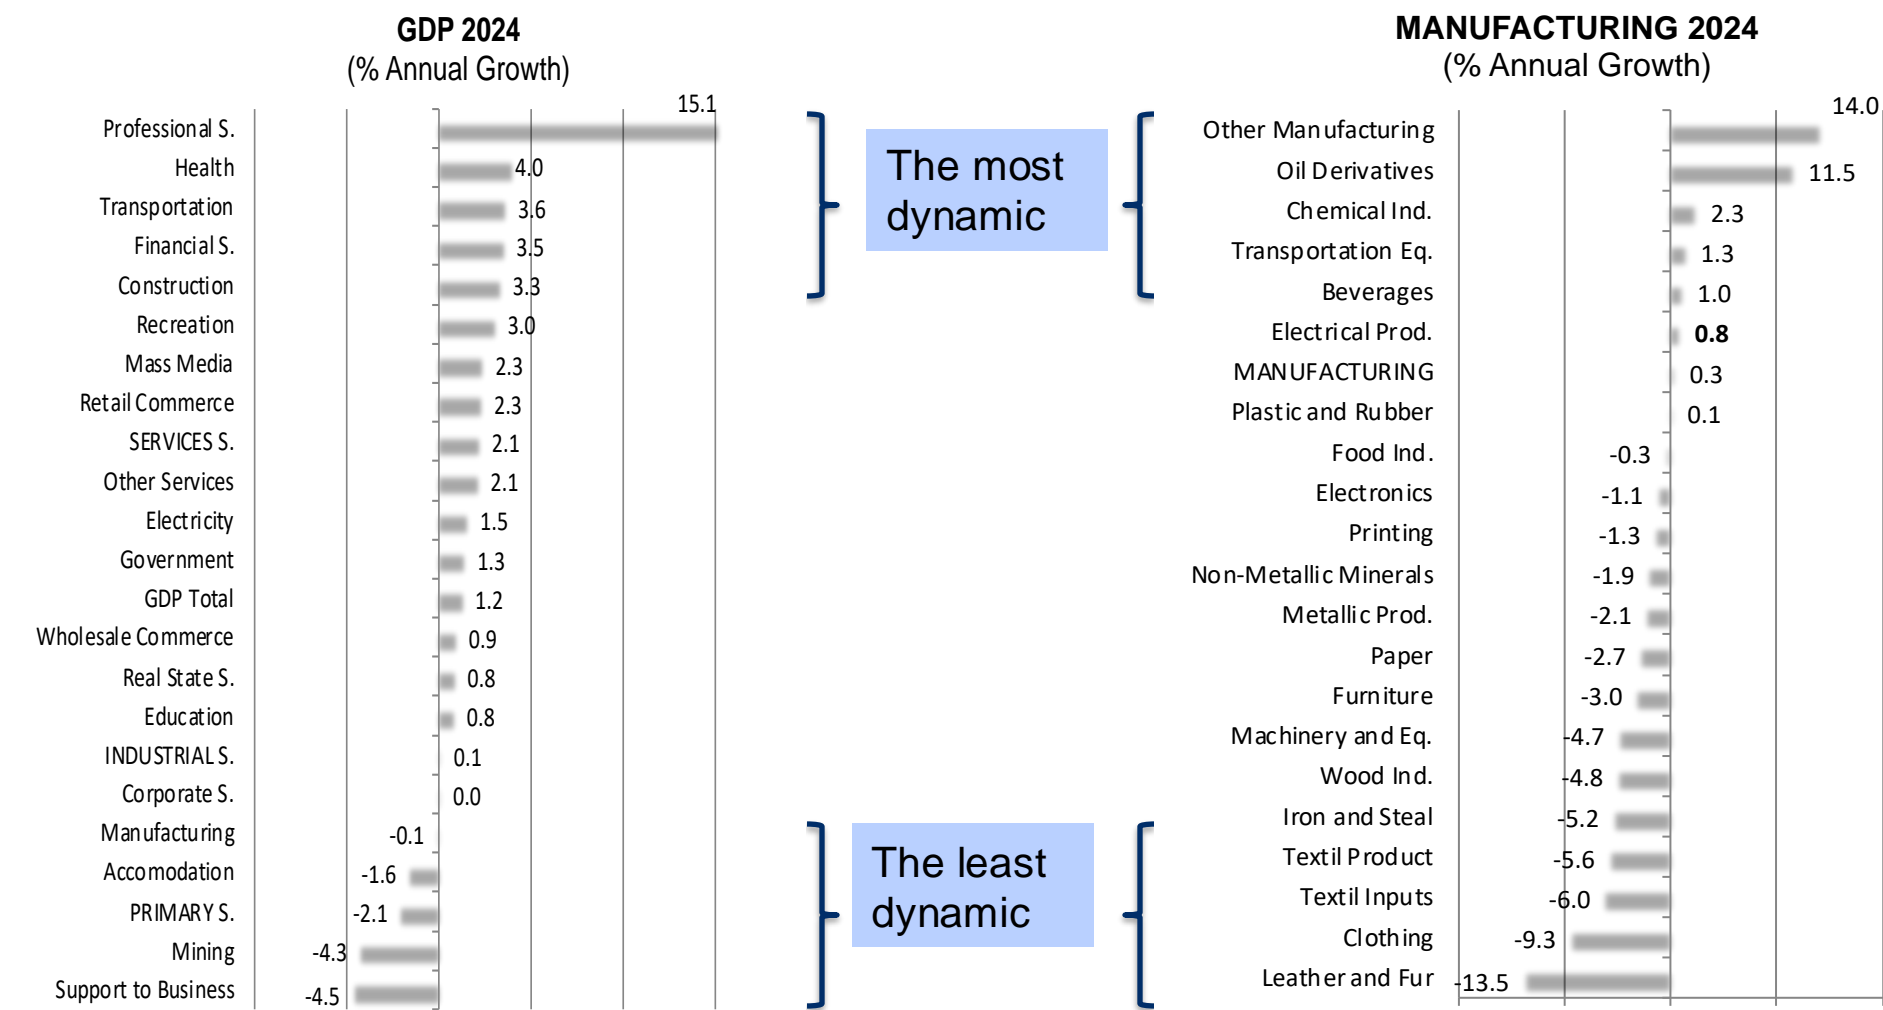 GDP 2024
(% Annual Growth)
Professional S. 15.1
Health 4.0
Transportation 3.6
Financial S. 3.5
Construction 3.3
Recreation 3.0
Mass Media 2.3
Retail Commerce 2.3
SERVICES S. 2.1
Other Services 2.1
Electricity 1.5
Government 1.3
GDP Total 1.2
Wholesale Commerce 0.9
Real State S. 0.8
Education 0.8
INDUSTRIAL S. 0.1
Corporate S. 0.0
Manufacturing -0.1
Accomodation -1.6
PRIMARY S. -2.1
Mining -4.3
Support to Business -4.5
The most
dynamic
The least
dynamic
MANUFACTURING 2024
(% Annual Growth)
Other Manufacturing 14.0
Oil Derivatives 11.5
Chemical Ind. 2.3
Transportation Eq. 1.3
Beverages 1.0
Electrical Prod. 0.8
MANUFACTURING 0.3
Plastic and Rubber 0.1
Food Ind. -0.3
Electronics -1.1
Printing -1.3
Non-Metallic Minerals -1.9
Metallic Prod. -2.1
Paper -2.7
Furniture -3.0
Machinery and Eq. -4.7
Wood Ind. -4.8
Iron and Steal -5.2
Textil Product -5.6
Textil Inputs -6.0
Clothing -9.3
Leather and Fur -13.5